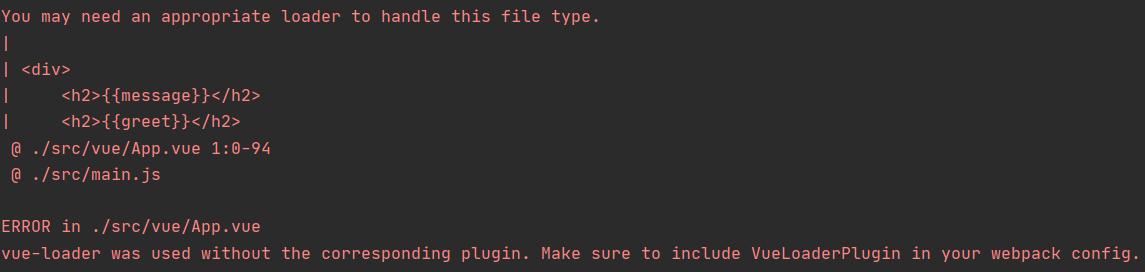 You may need an appropriate loader to handle this file type.
|
| <div>
|     <h2>{{message}}</h2>
|     <h2>{{greet}}</h2>
 @ ./src/vue/App.vue 1:0-94
 @ ./src/main.js
ERROR in ./src/vue/App.vue
vue-loader was used without the corresponding plugin. Make sure to include VueLoaderPlugin in your webpack config.